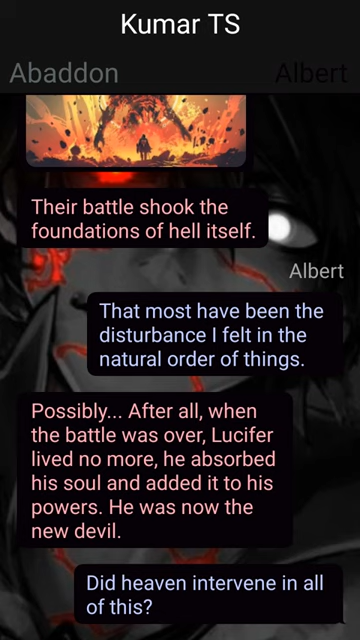 Kumar TS
Abaddon
Albert
Their battle shook the
foundations of hell itself.
Albert
That most have been the
disturbance I felt in the
natural order of things.
Possibly... After all, when
the battle was over, Lucifer
lived no more, he absorbed
his soul and added it to his
powers. He was now the
new devil.
Did heaven intervene in all
of this?